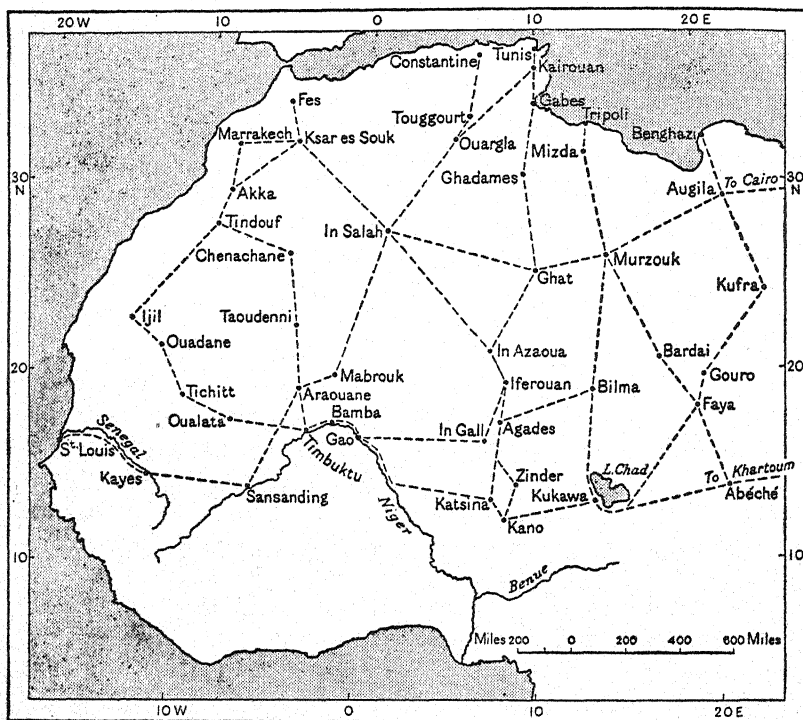 20 W 10 0 10 20 E
Constantine
Tunis
Kairouan
Fes
Touggourt
Gabes
Tripoli
Marrakech
Ksar es Souk
Ouargla
Mizda
Benghazi
30 N
Akka
Ghadames
Augila
To Cairo
30 N
Tindouf
In Salah
Chenachane
Ghat
Murzouk
Kufra
Ijil
Taoudenni
Ouadane
In Azaoua
Bardai
20
Mabrouk
Iferouan
Bilma
Gouro
20
Tichitt
Araouane
Faya
Oualata
Bamba
In Gall
Agades
Senegal
St. Louis
Gao
Timbuktu
L. Chad
Kayes
Zinder
To Khartoum
Sansanding
Katsina
Kukawa
Abéché
Niger
Kano
10
Benue
10
Miles 200 0 200 400 600 Miles
10 W 0 10 20 E